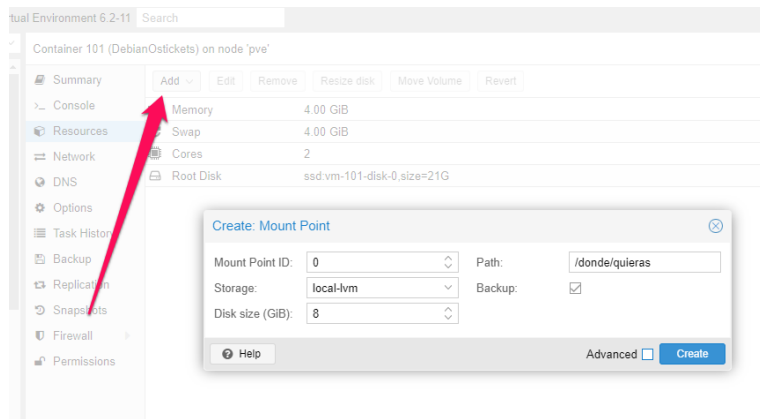 tual Environment 6.2-11 Search
Container 101 (DebianOstickets) on node 'pve'
Summary
Add Edit Remove Resize disk Move Volume Revert
Console
Memory 4.00 GiB
Resources
Swap 4.00 GiB
Network
Cores 2
DNS
Root Disk ssd:vm-101-disk-0,size=21G
Options
Task History
Backup
Replication
Snapshots
Firewall
Permissions
Create: Mount Point
Mount Point ID: 0 Path: /donde/quieras
Storage: local-lvm Backup:
Disk size (GiB): 8
Help Advanced Create